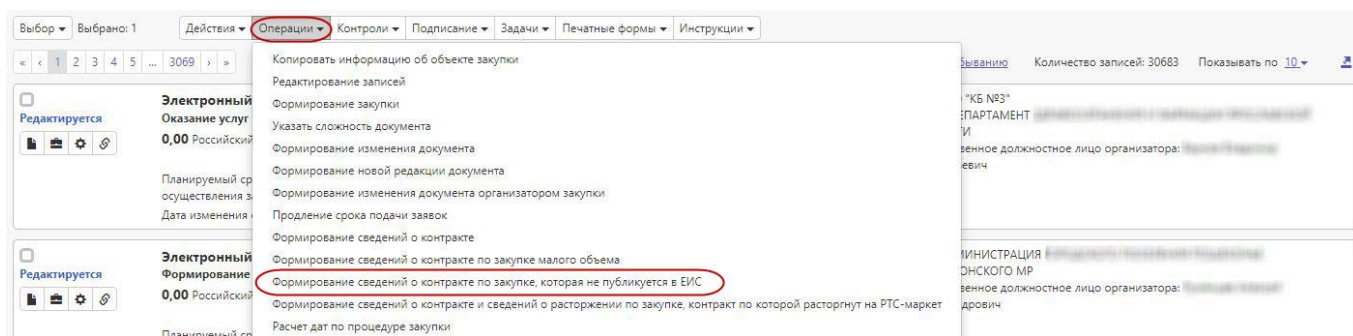 Выбор Выбрано: 1 Действия Операции Контроли Подписание Задачи Печатные формы Инструкции
« ‹ 1 2 3 4 5 ... 3069 › » Копировать информацию об объекте закупки быванию Количество записей: 30683 Показывать по 10
Редактирование записей
Электронный Формирование закупки "КБ №3"
Редактируется Оказание услуг Указать сложность документа ЕПАРТАМЕНТ
0,00 Российский Формирование изменения документа
Формирование новой редакции документа венное должностное лицо организатора:
Планируемый ср евич
осуществления з Формирование изменения документа организатором закупки
Дата изменения Продление срока подачи заявок
Формирование сведений о контракте
Электронный Формирование сведений о контракте по закупке малого объема ИНИСТРАЦИЯ
Редактируется Формирование Формирование сведений о контракте по закупке, которая не публикуется в ЕИС ОНСКОГО МР
0,00 Российский Формирование сведений о контракте и сведений о расторжении по закупке, контракт по которой расторгнут на РТС-маркет венное должностное лицо организатора:
дрович
Расчет дат по процедуре закупки